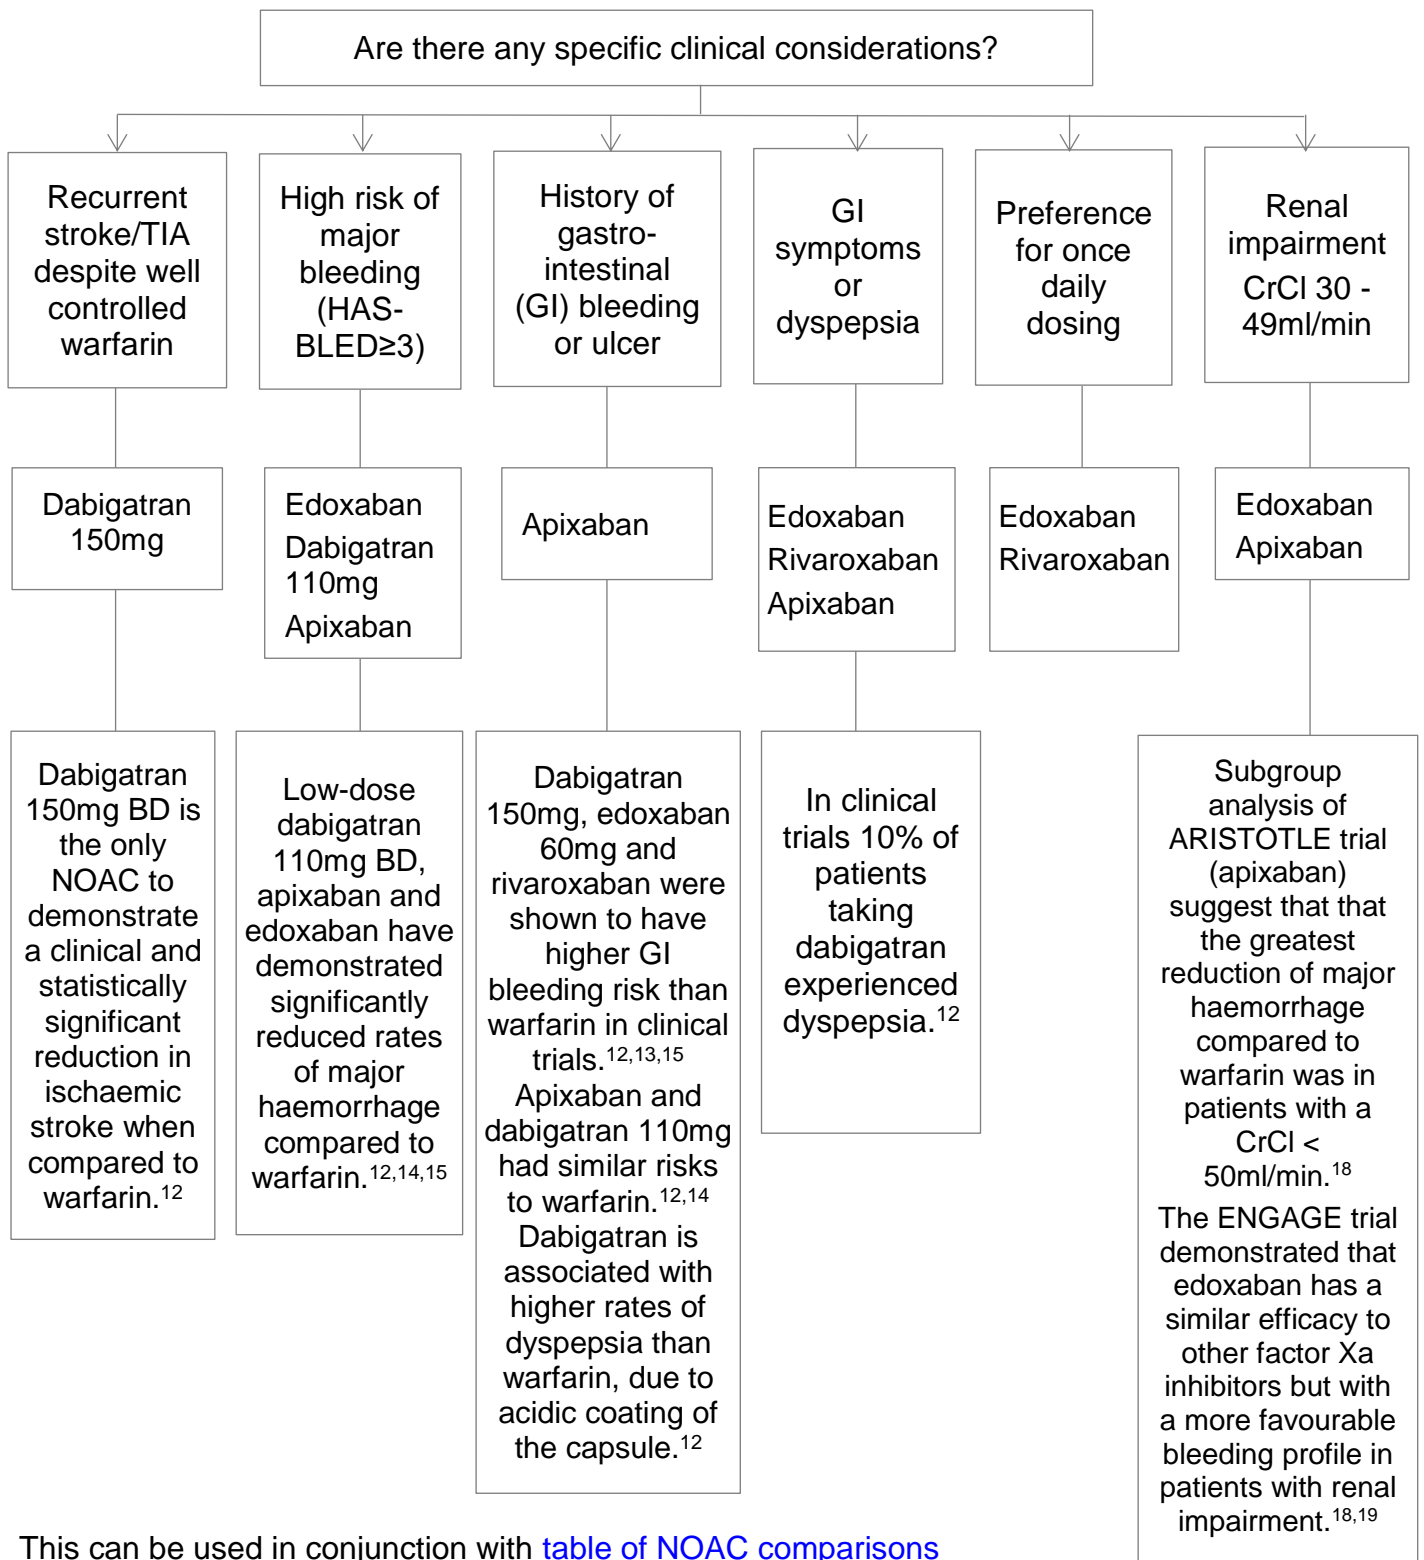 Are there any specific clinical considerations?
Recurrent
stroke/TIA
despite well
controlled
warfarin
High risk of
major
bleeding
(HAS-
BLED≥3)
History of
gastro-
intestinal
(GI) bleeding
or ulcer
GI
symptoms
or
dyspepsia
Preference
for once
daily
dosing
Renal
impairment
CrCl 30 -
49ml/min
Dabigatran
150mg
Edoxaban
Dabigatran
110mg
Apixaban
Apixaban
Edoxaban
Rivaroxaban
Apixaban
Edoxaban
Rivaroxaban
Edoxaban
Apixaban
Dabigatran
150mg BD is
the only
NOAC to
demonstrate
a clinical and
statistically
significant
reduction in
ischaemic
stroke when
compared to
warfarin.12
Low-dose
dabigatran
110mg BD,
apixaban and
edoxaban have
demonstrated
significantly
reduced rates
of major
haemorrhage
compared to
warfarin.12,14,15
Dabigatran
150mg, edoxaban
60mg and
rivaroxaban were
shown to have
higher GI
bleeding risk than
warfarin in clinical
trials.12,13,15
Apixaban and
dabigatran 110mg
had similar risks
to warfarin.12,14
Dabigatran is
associated with
higher rates of
dyspepsia than
warfarin, due to
acidic coating of
the capsule.12
In clinical
trials 10% of
patients
taking
dabigatran
experienced
dyspepsia.12
Subgroup
analysis of
ARISTOTLE trial
(apixaban)
suggest that that
the greatest
reduction of major
haemorrhage
compared to
warfarin was in
patients with a
CrCl <
50ml/min.18
The ENGAGE trial
demonstrated that
edoxaban has a
similar efficacy to
other factor Xa
inhibitors but with
a more favourable
bleeding profile in
patients with renal
impairment.18,19
This can be used in conjunction with table of NOAC comparisons